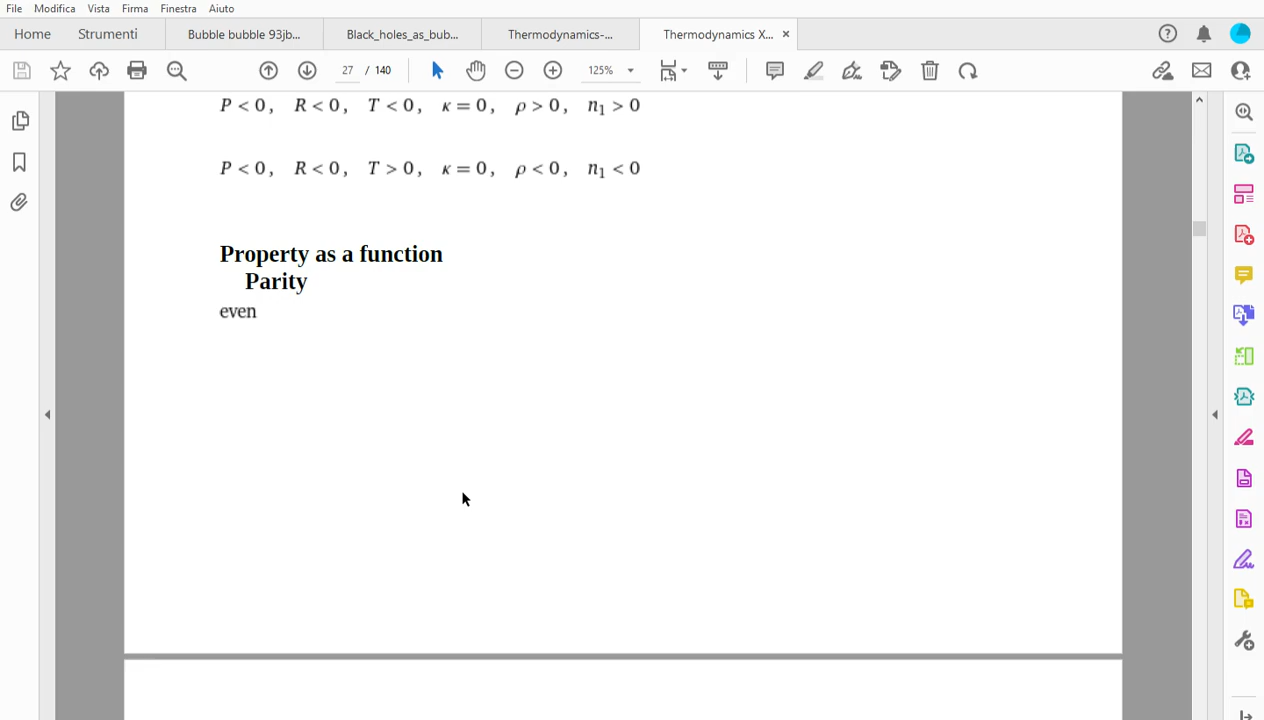 File Modifica Vista Firma Finestra Aiuto
Home Strumenti Bubble bubble 93jb... Black_holes_as_bub... Thermodynamics-... Thermodynamics X... ×
27 / 140 125%
P < 0, R < 0, T < 0, κ = 0, ρ > 0, n₁ > 0
P < 0, R < 0, T > 0, κ = 0, ρ < 0, n₁ < 0
Property as a function
Parity
even